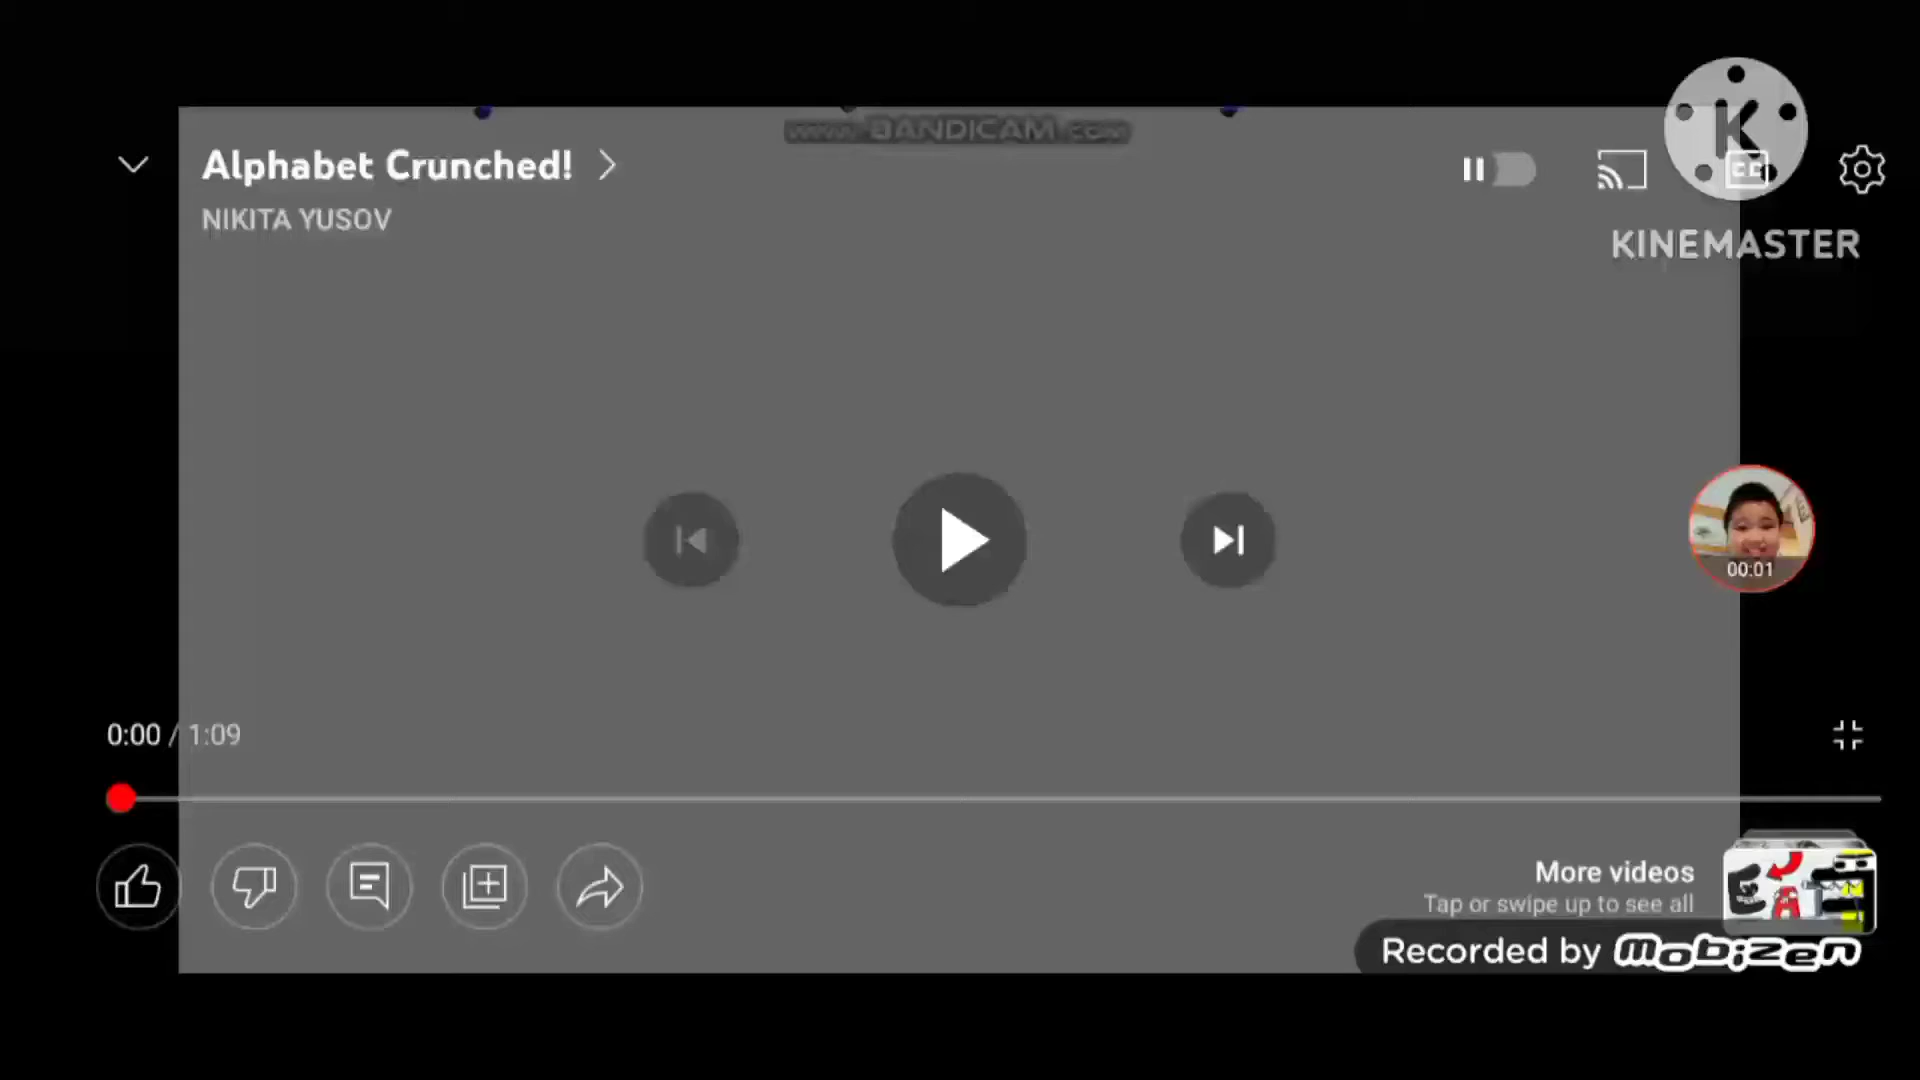 www.BANDICAM.com
K
Alphabet Crunched!
CC
NIKITA YUSOV
KINEMASTER
00:01
0:00 / 1:09
More videos
Tap or swipe up to see all
Recorded by mobizen